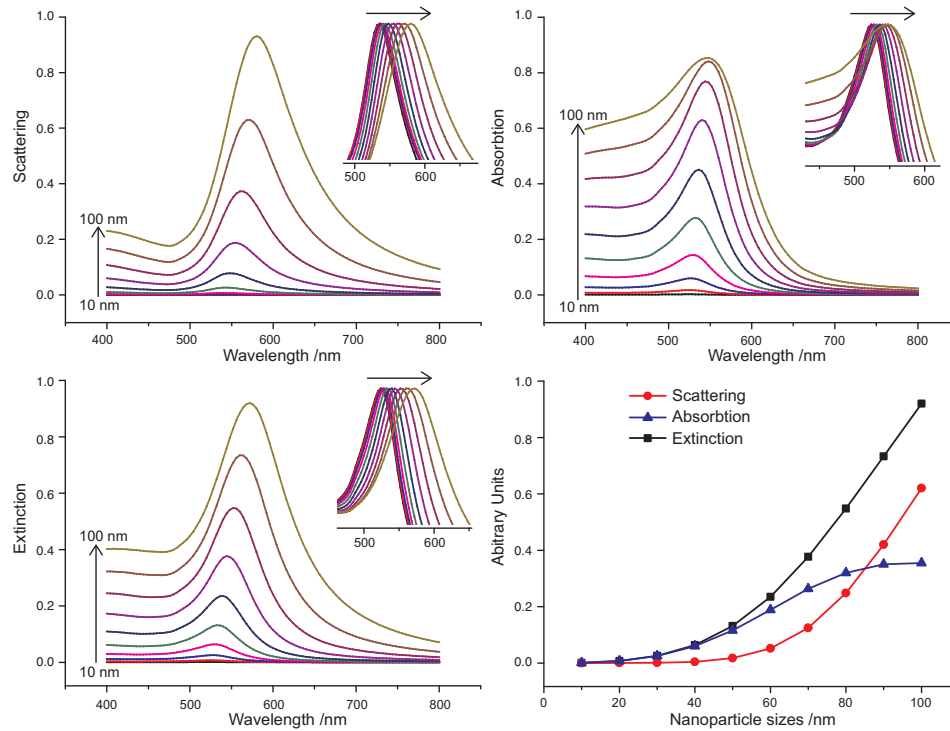 1.0
0.8
0.6
0.4
0.2
0.0
Scattering
100 nm
10 nm
400 500 600 700 800
Wavelength /nm
500 600
1.0
0.8
0.6
0.4
0.2
0.0
Absorbtion
100 nm
10 nm
400 500 600 700 800
Wavelength /nm
500 600
1.0
0.8
0.6
0.4
0.2
0.0
Extinction
100 nm
10 nm
400 500 600 700 800
Wavelength /nm
500 600
1.0
0.8
0.6
0.4
0.2
0.0
Abitrary Units
Scattering
Absorbtion
Extinction
0 20 40 60 80 100
Nanoparticle sizes /nm